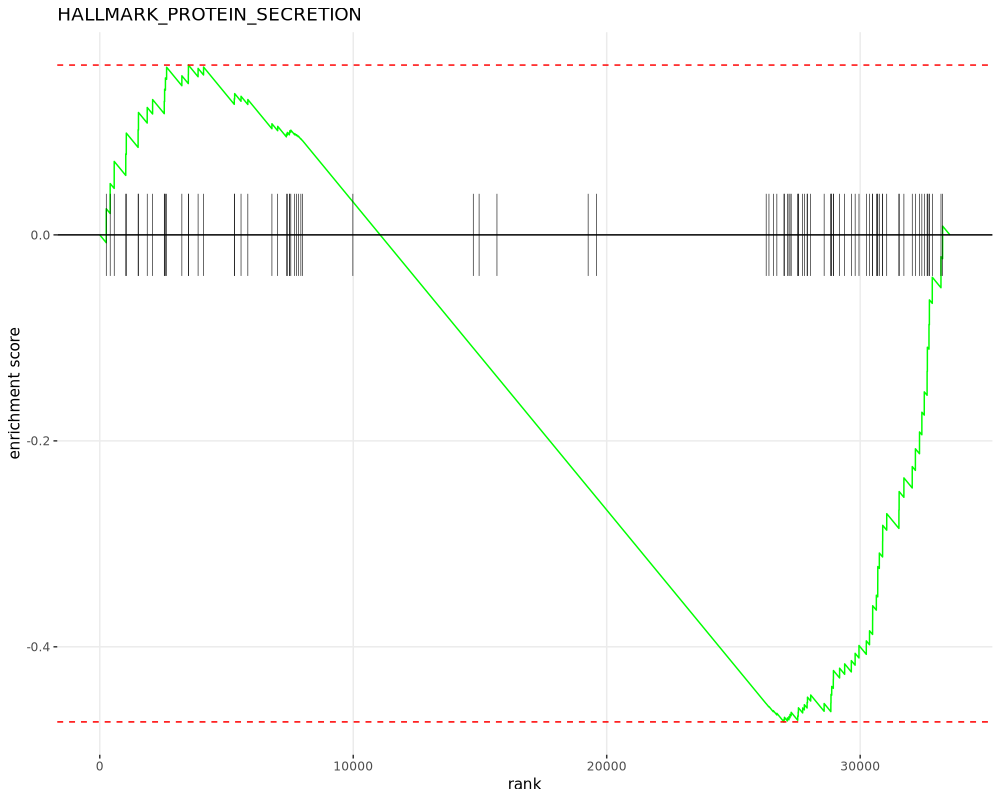 HALLMARK_PROTEIN_SECRETION
enrichment score
0.0
-0.2
-0.4
0
10000
20000
30000
rank